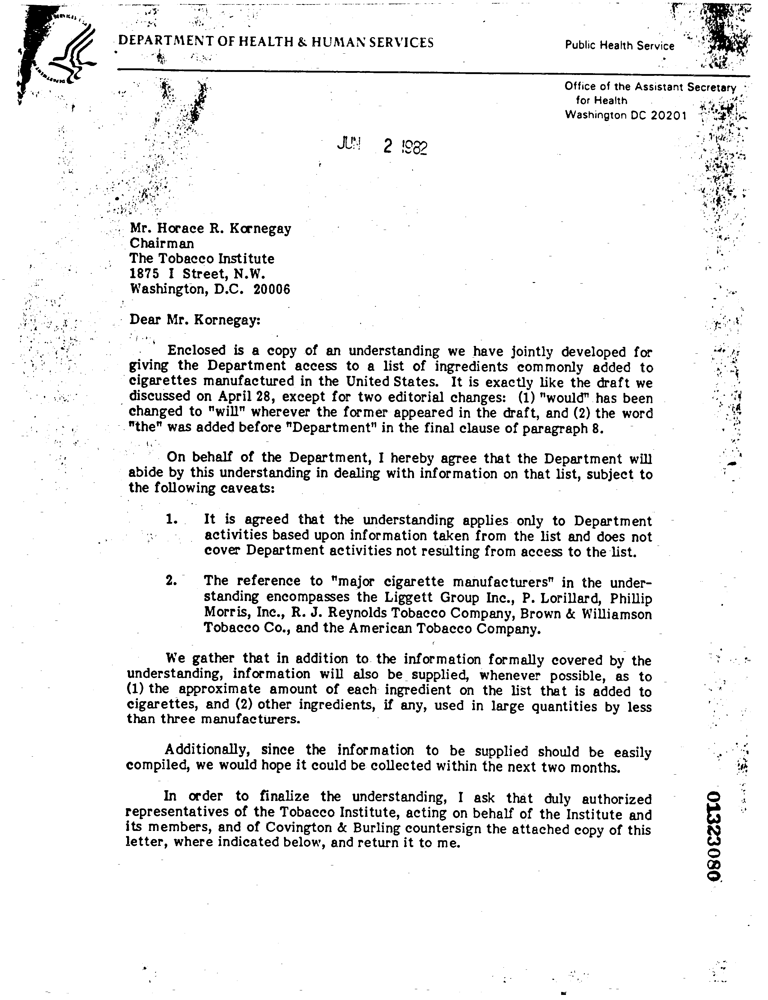 DEPARTMENT OF HEALTH & HUMAN SERVICES
Public Health Service
Office of the Assistant Secretary
for Health
Washington DC 20201
JUN 2 1982
Mr. Horace R. Kornegay
Chairman
The Tobacco Institute
1875 I Street, N.W.
Washington, D.C. 20006
Dear Mr. Kornegay:
Enclosed is a copy of an understanding we have jointly developed for
giving the Department access to a list of ingredients commonly added to
cigarettes manufactured in the United States. It is exactly like the draft we
discussed on April 28, except for two editorial changes: (1) "would" has been
changed to "will" wherever the former appeared in the draft, and (2) the word
"the" was added before "Department" in the final clause of paragraph 8.
On behalf of the Department, I hereby agree that the Department will
abide by this understanding in dealing with information on that list, subject to
the following caveats:
1. It is agreed that the understanding applies only to Department
activities based upon information taken from the list and does not
cover Department activities not resulting from access to the list.
2. The reference to "major cigarette manufacturers" in the under-
standing encompasses the Liggett Group Inc., P. Lorillard, Phillip
Morris, Inc., R. J. Reynolds Tobacco Company, Brown & Williamson
Tobacco Co., and the American Tobacco Company.
We gather that in addition to the information formally covered by the
understanding, information will also be supplied, whenever possible, as to
(1) the approximate amount of each ingredient on the list that is added to
cigarettes, and (2) other ingredients, if any, used in large quantities by less
than three manufacturers.
Additionally, since the information to be supplied should be easily
compiled, we would hope it could be collected within the next two months.
In order to finalize the understanding, I ask that duly authorized
representatives of the Tobacco Institute, acting on behalf of the Institute and
its members, and of Covington & Burling countersign the attached copy of this
letter, where indicated below, and return it to me.
01323080